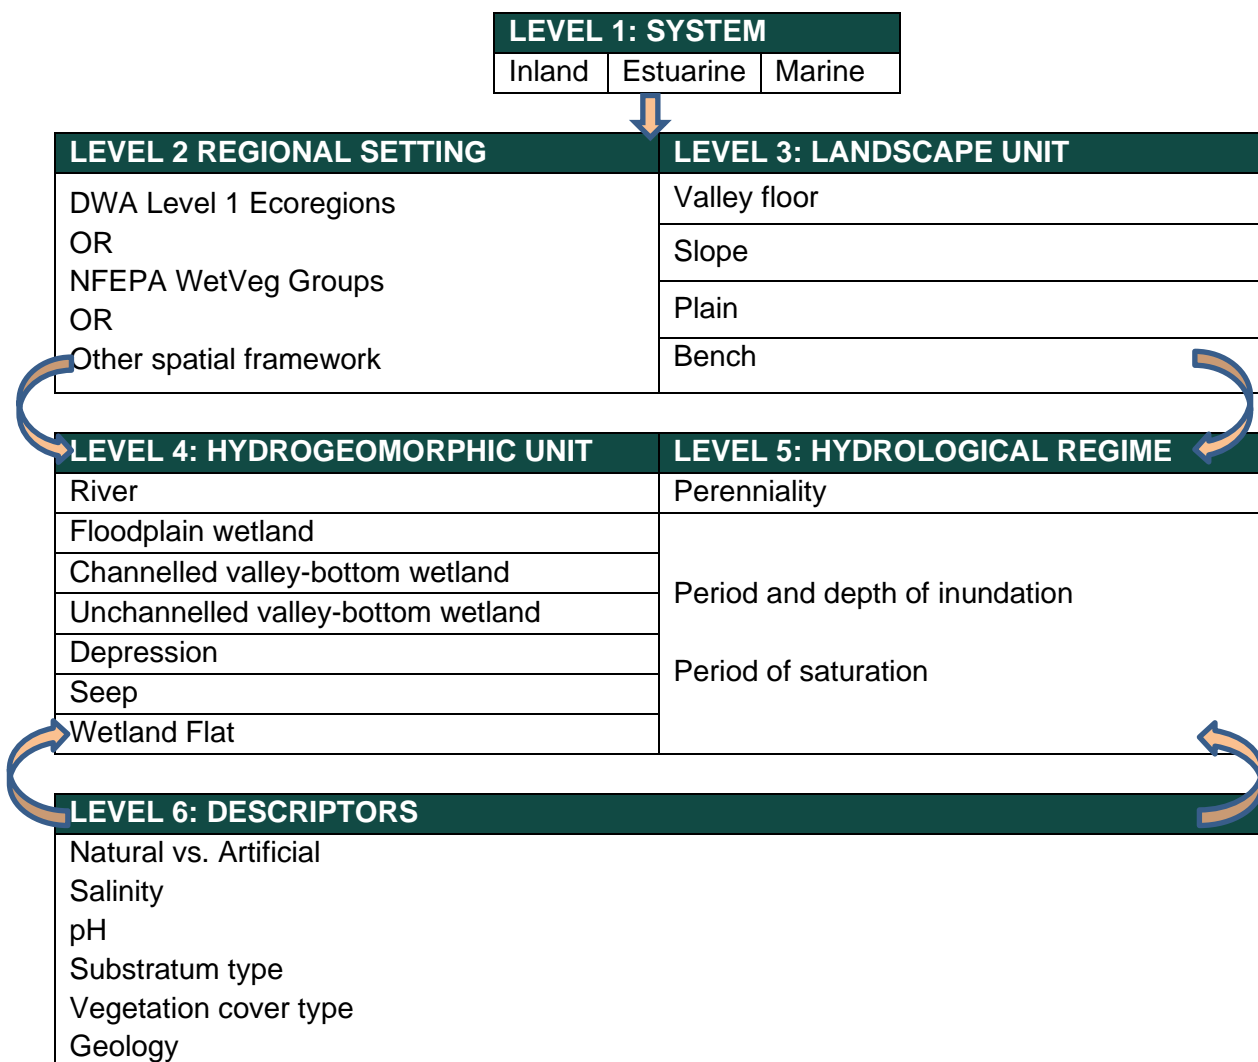 LEVEL 1: SYSTEM
Inland Estuarine Marine
LEVEL 2 REGIONAL SETTING
DWA Level 1 Ecoregions
OR
NFEPA WetVeg Groups
OR
Other spatial framework
LEVEL 3: LANDSCAPE UNIT
Valley floor
Slope
Plain
Bench
LEVEL 4: HYDROGEOMORPHIC UNIT
River
Floodplain wetland
Channelled valley-bottom wetland
Unchannelled valley-bottom wetland
Depression
Seep
Wetland Flat
LEVEL 5: HYDROLOGICAL REGIME
Perenniality
Period and depth of inundation
Period of saturation
LEVEL 6: DESCRIPTORS
Natural vs. Artificial
Salinity
pH
Substratum type
Vegetation cover type
Geology